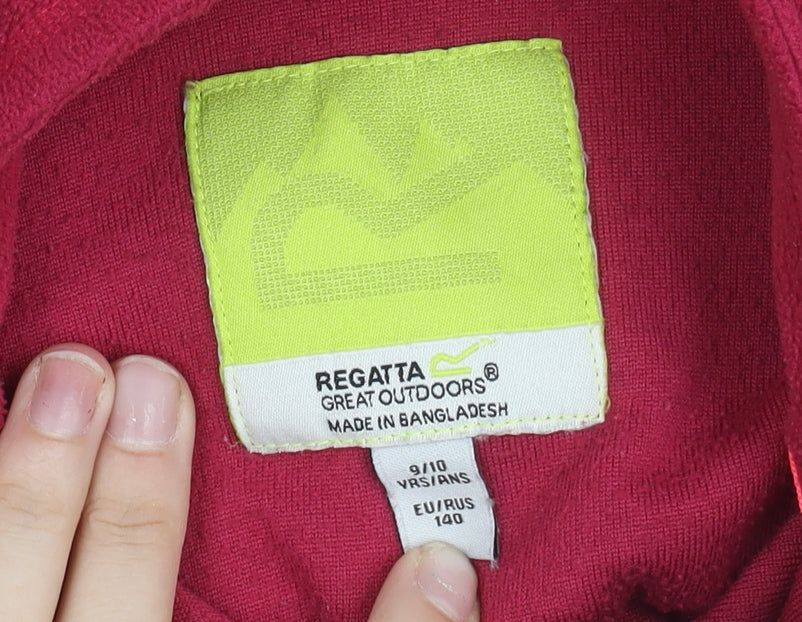 REGATTA
GREAT OUTDOORS®
MADE IN BANGLADESH
9/10
YRS/ANS
EU/RUS
140